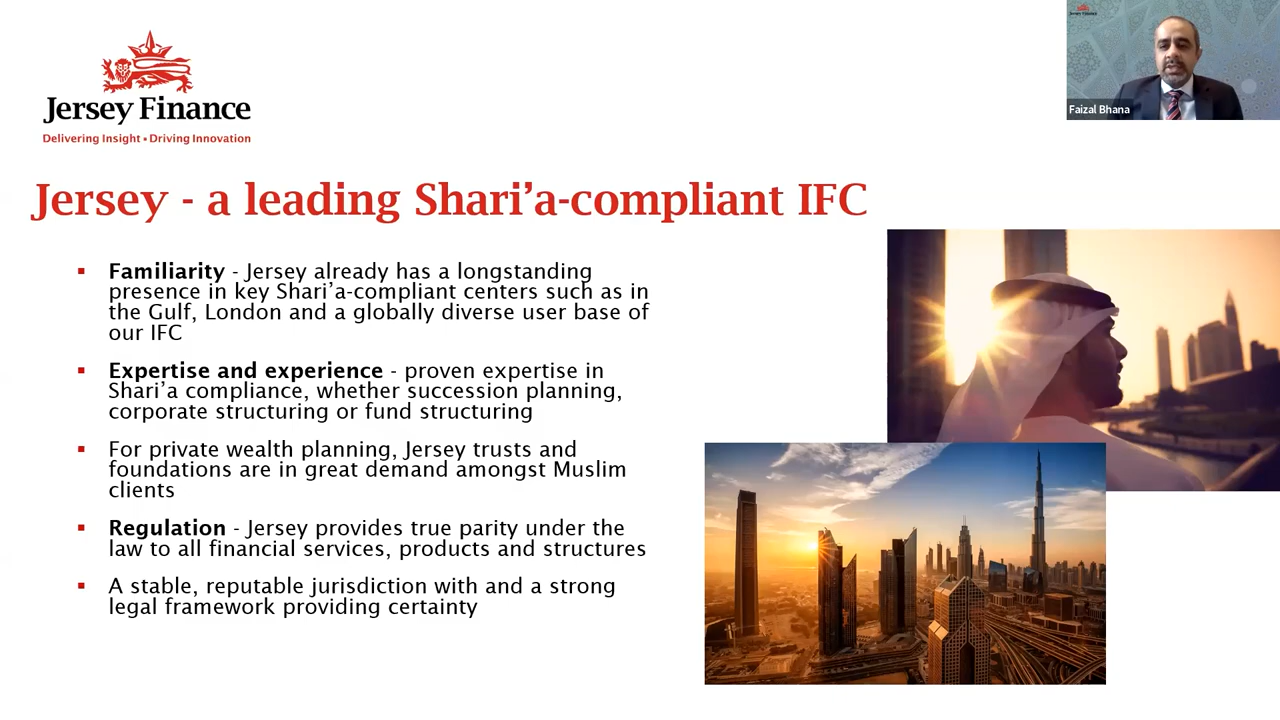 Jersey Finance
Delivering Insight • Driving Innovation
Faizal Bhana
Jersey - a leading Shari’a-compliant IFC
▪ Familiarity - Jersey already has a longstanding
presence in key Shari’a-compliant centers such as in
the Gulf, London and a globally diverse user base of
our IFC
▪ Expertise and experience - proven expertise in
Shari’a compliance, whether succession planning,
corporate structuring or fund structuring
▪ For private wealth planning, Jersey trusts and
foundations are in great demand amongst Muslim
clients
▪ Regulation - Jersey provides true parity under the
law to all financial services, products and structures
▪ A stable, reputable jurisdiction with and a strong
legal framework providing certainty